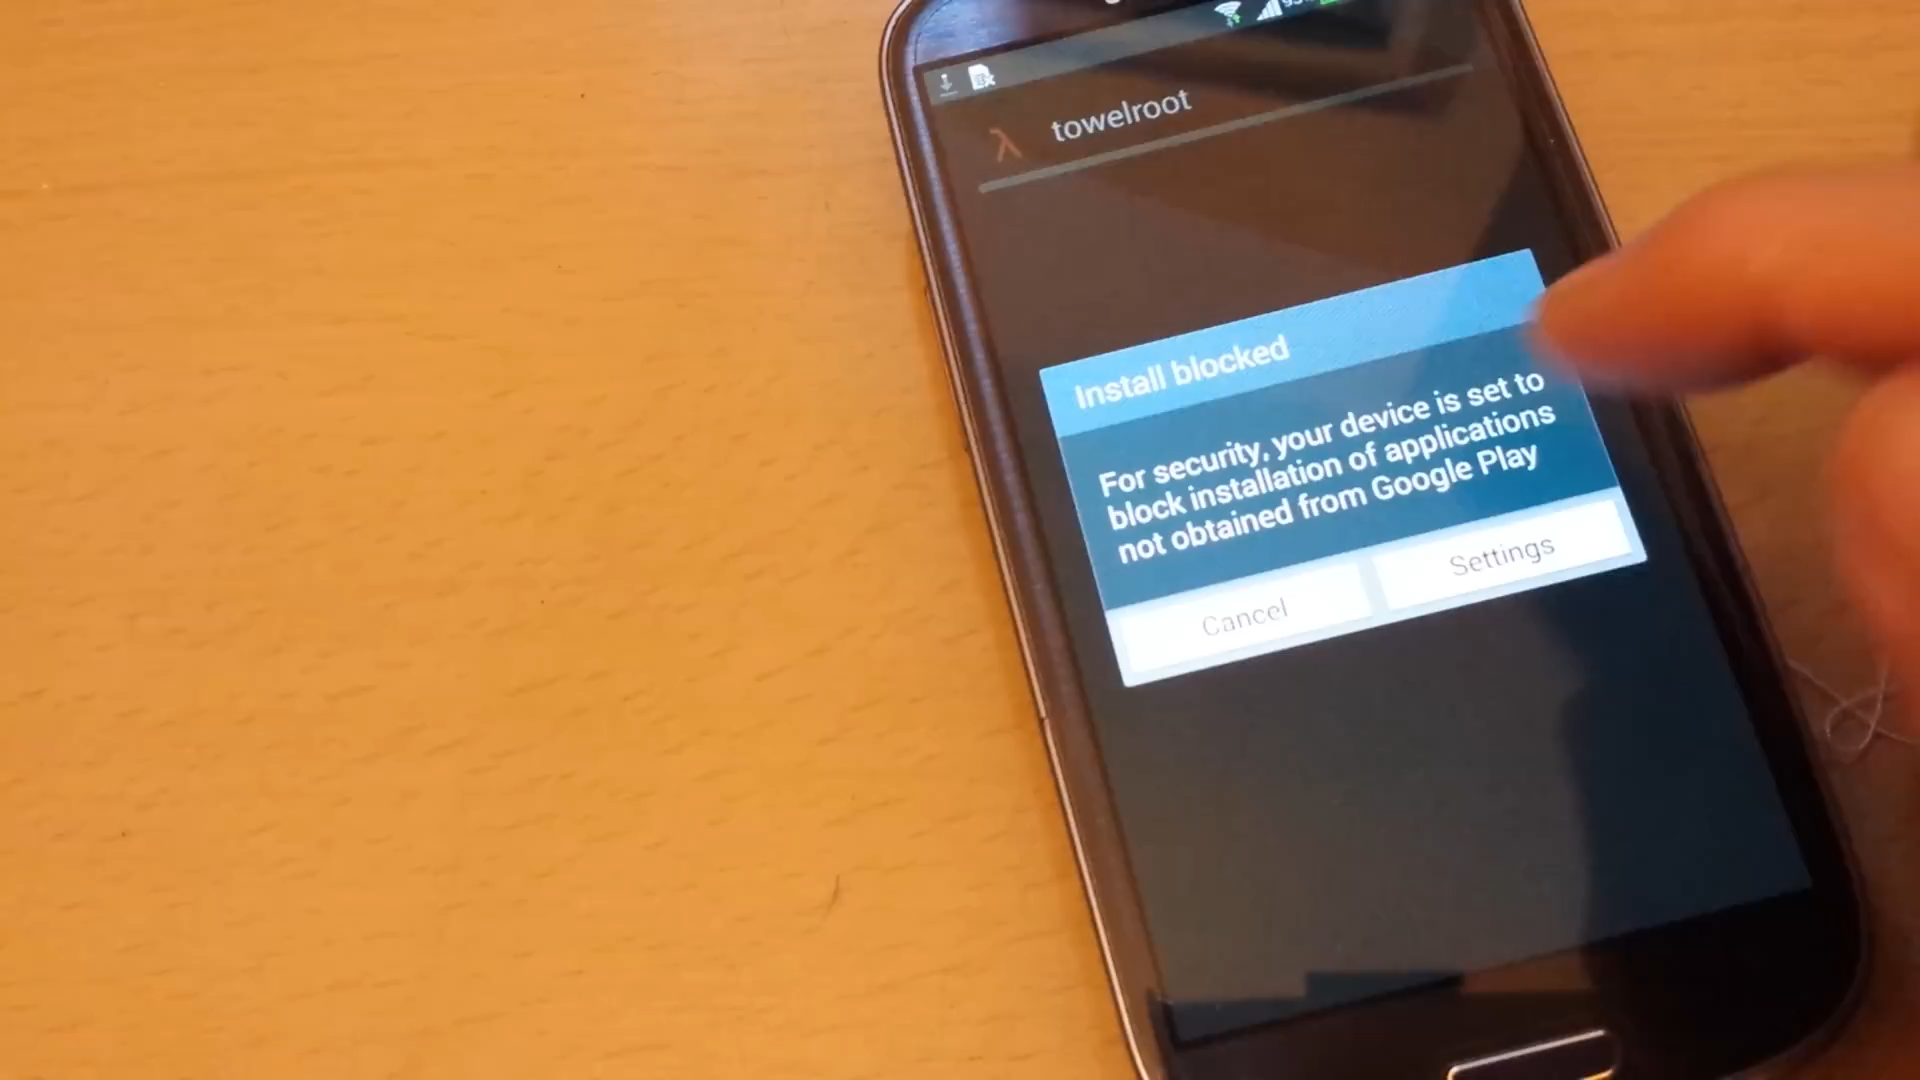 towelroot
Install blocked
For security, your device is set to
block installation of applications
not obtained from Google Play
Cancel
Settings